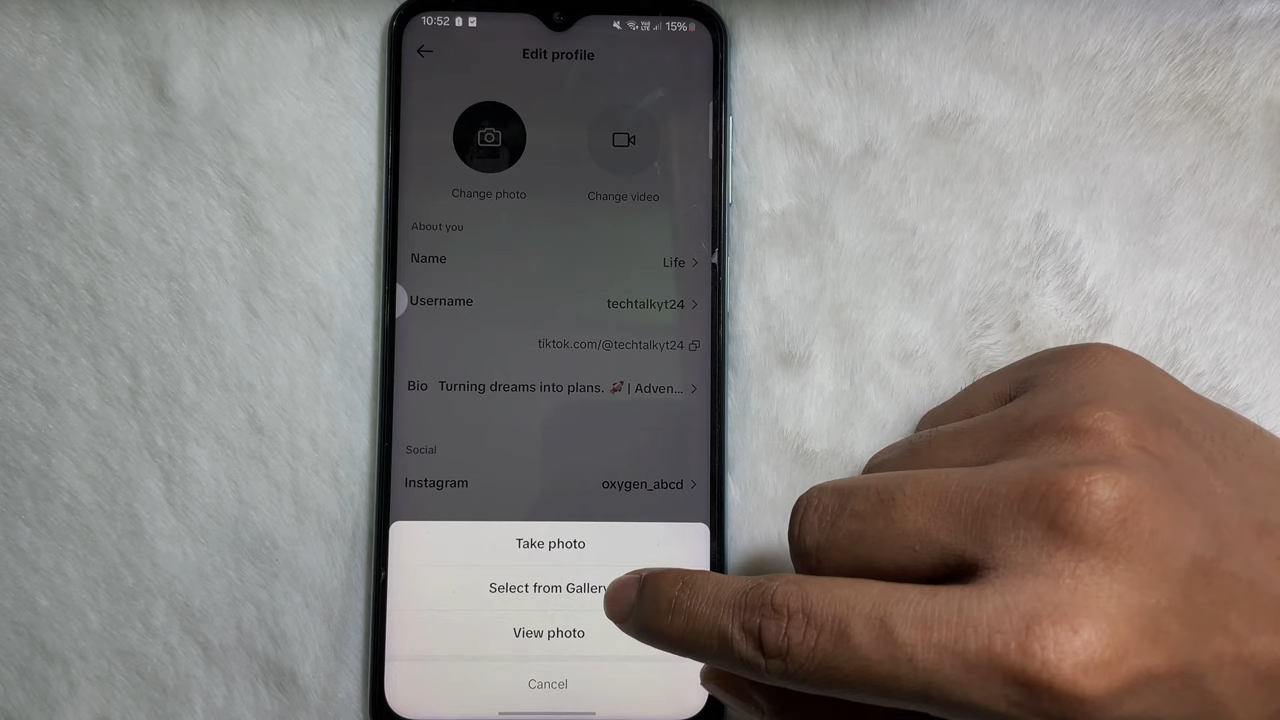 10:52 15%
Edit profile
Change photo Change video
About you
Name Life
Username techtalkyt24
tiktok.com/@techtalkyt24
Bio Turning dreams into plans. 🚀 | Adven...
Social
Instagram oxygen_abcd
Take photo
Select from Gallery
View photo
Cancel